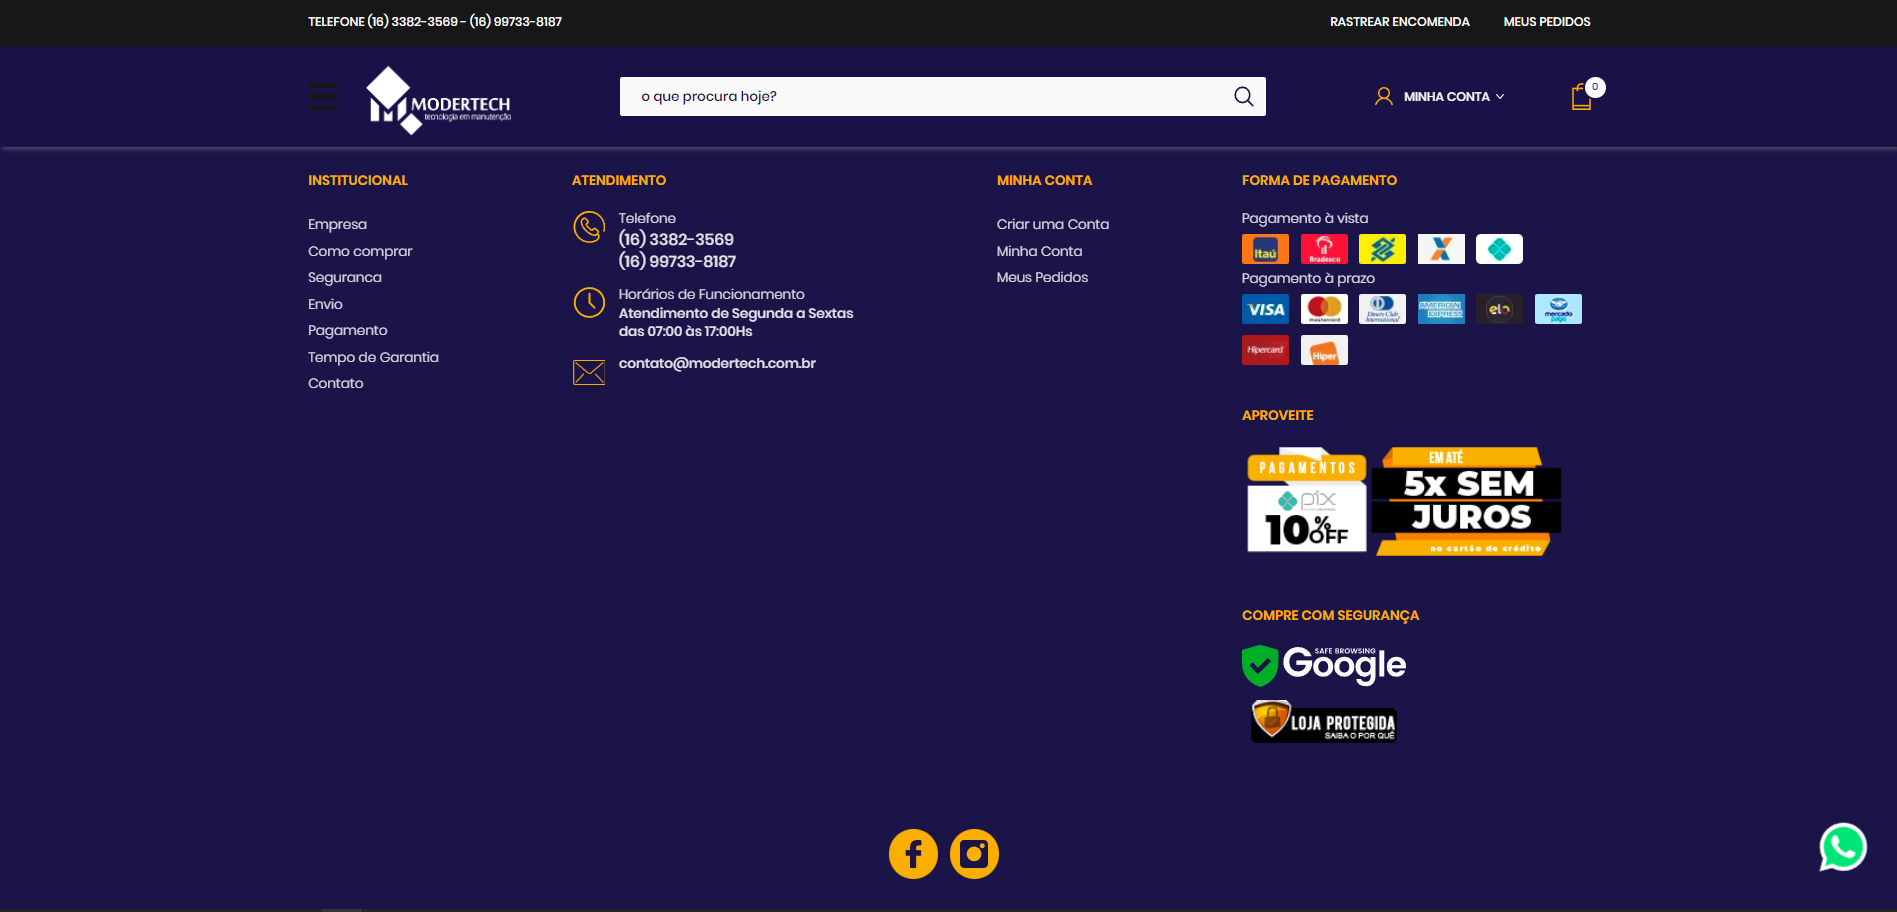 TELEFONE (16) 3382-3569 - (16) 99733-8187
RASTREAR ENCOMENDA
MEUS PEDIDOS
MODERTECH
tecnologia em manutenção
o que procura hoje?
MINHA CONTA
0
INSTITUCIONAL
Empresa
Como comprar
Seguranca
Envio
Pagamento
Tempo de Garantia
Contato
ATENDIMENTO
Telefone
(16) 3382-3569
(16) 99733-8187
Horários de Funcionamento
Atendimento de Segunda a Sextas
das 07:00 às 17:00Hs
contato@modertech.com.br
MINHA CONTA
Criar uma Conta
Minha Conta
Meus Pedidos
FORMA DE PAGAMENTO
Pagamento à vista
Itaú
Bradesco
Pagamento à prazo
VISA
mastercard
Diners Club
International
AMERICAN
EXPRESS
elo
mercado
pago
Hipercard
Hiper
APROVEITE
PAGAMENTOS
pix
10% OFF
EM ATÉ
5x SEM
JUROS
no cartão de crédito
COMPRE COM SEGURANÇA
SAFE BROWSING
Google
LOJA PROTEGIDA
SAIBA O POR QUÊ